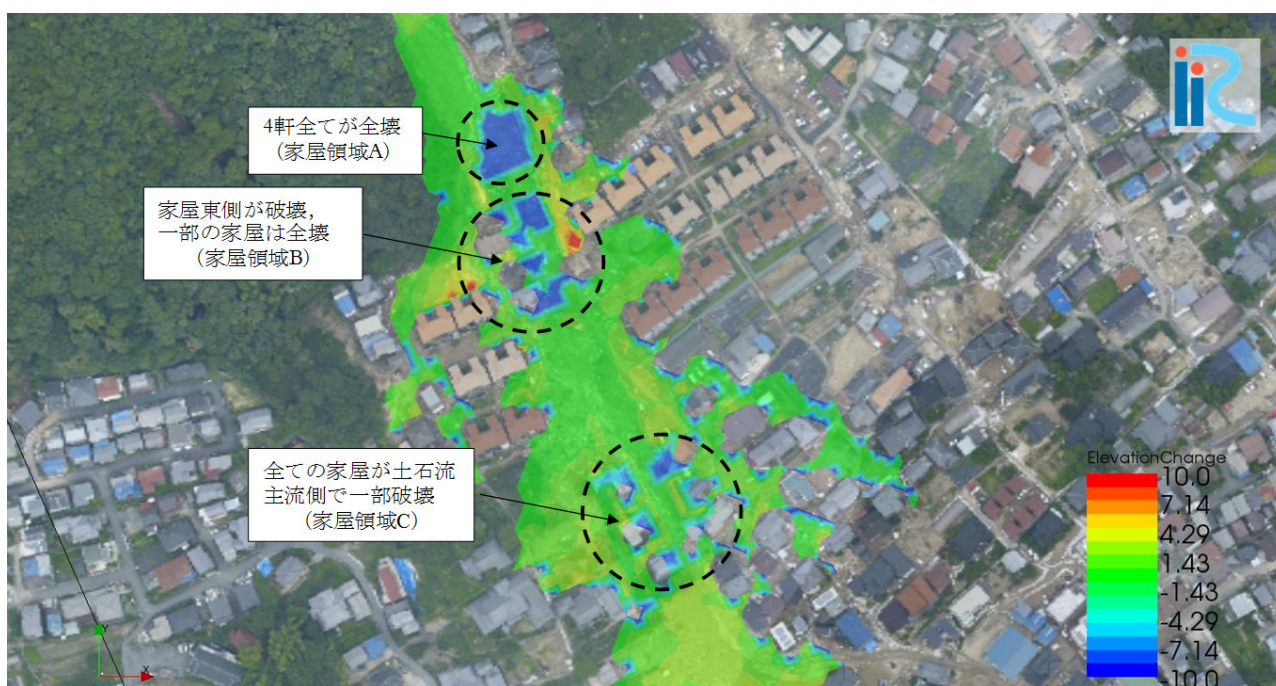 4軒全てが全壊
(家屋領域A)
家屋東側が破壊,
一部の家屋は全壊
(家屋領域B)
全ての家屋が土石流
主流側で一部破壊
(家屋領域C)
iRIC
ElevationChange
10.0
7.14
4.29
1.43
-1.43
-4.29
-7.14
-10.0
Y
X